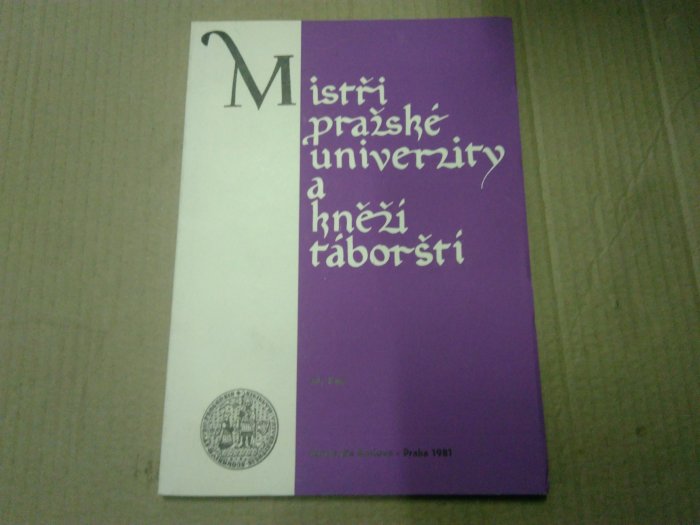 Mistři
pražské
univerzity
a
kněží
táborští
Praha 1981